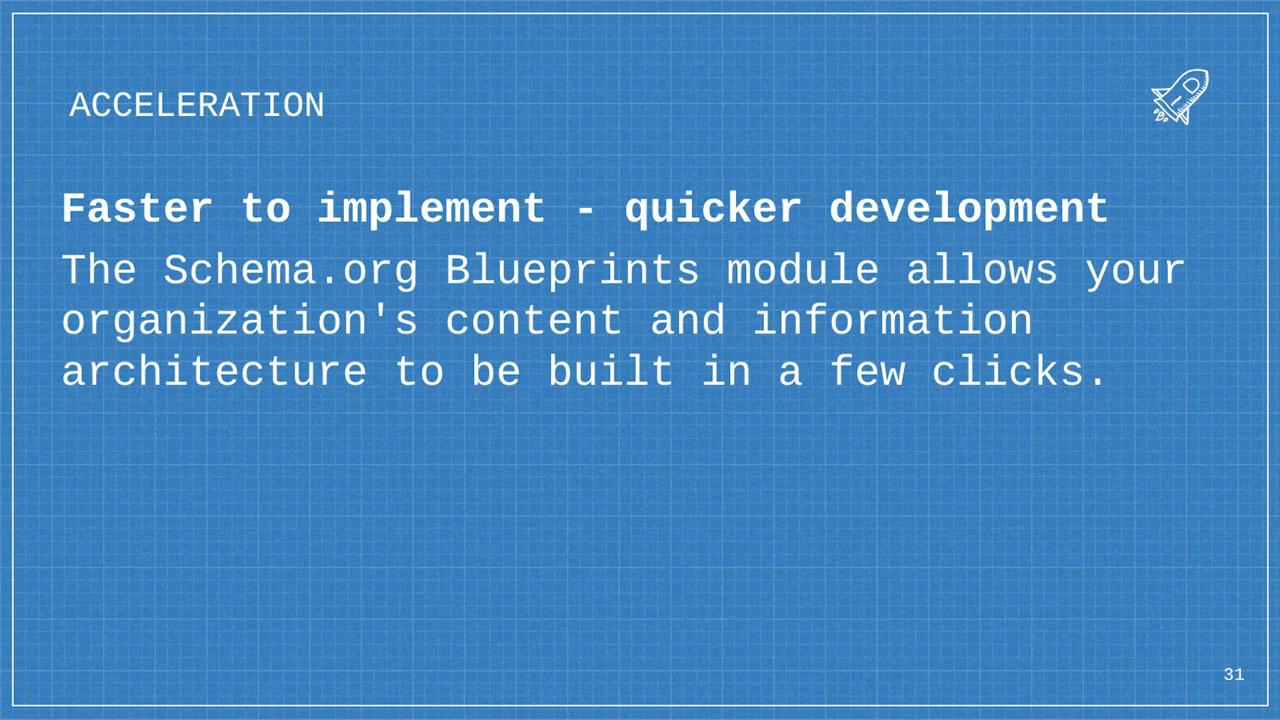 ACCELERATION
Faster to implement - quicker development
The Schema.org Blueprints module allows your
organization's content and information
architecture to be built in a few clicks.
31